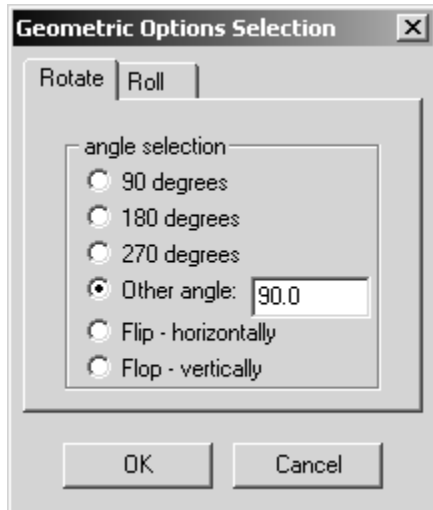 Geometric Options Selection
Rotate Roll
angle selection
90 degrees
180 degrees
270 degrees
Other angle: 90.0
Flip - horizontally
Flop - vertically
OK Cancel